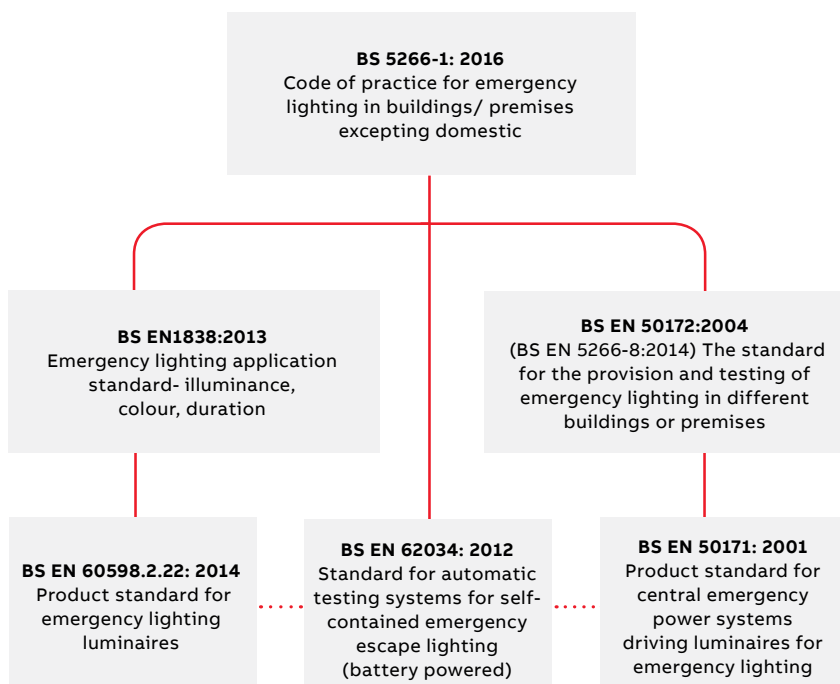 BS 5266-1: 2016
Code of practice for emergency
lighting in buildings/ premises
excepting domestic
BS EN1838:2013
Emergency lighting application
standard- illuminance,
colour, duration
BS EN 50172:2004
(BS EN 5266-8:2014) The standard
for the provision and testing of
emergency lighting in different
buildings or premises
BS EN 60598.2.22: 2014
Product standard for
emergency lighting
luminaires
BS EN 62034: 2012
Standard for automatic
testing systems for self-
contained emergency
escape lighting
(battery powered)
BS EN 50171: 2001
Product standard for
central emergency
power systems
driving luminaires for
emergency lighting